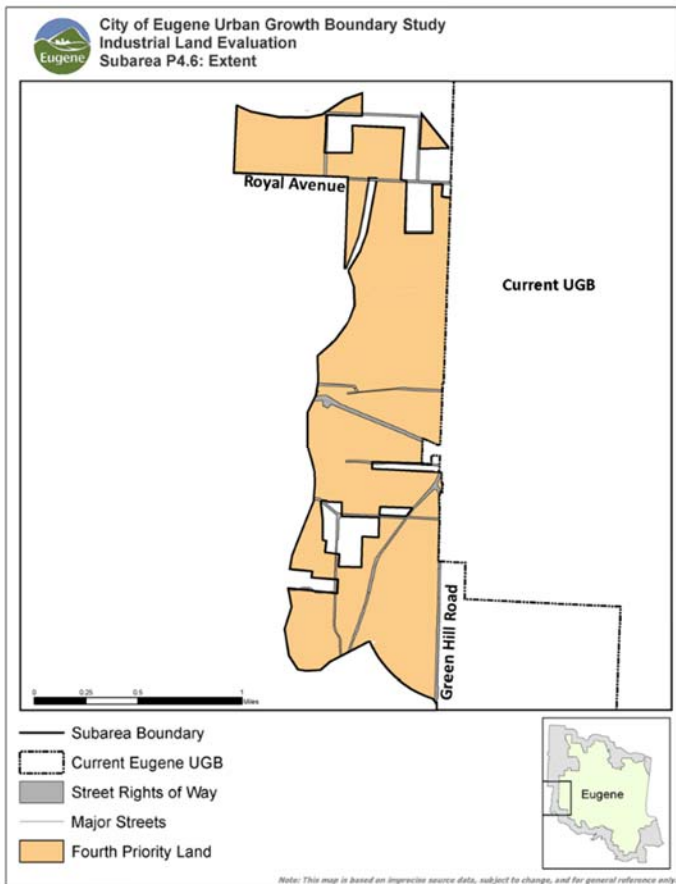 City of Eugene Urban Growth Boundary Study
Industrial Land Evaluation
Subarea P4.6: Extent
Eugene
Royal Avenue
Current UGB
Green Hill Road
0 0.25 0.5 1
Miles
Subarea Boundary
Current Eugene UGB
Street Rights of Way
Major Streets
Fourth Priority Land
Eugene
Note: This map is based on imprecise source data, subject to change, and for general reference only.